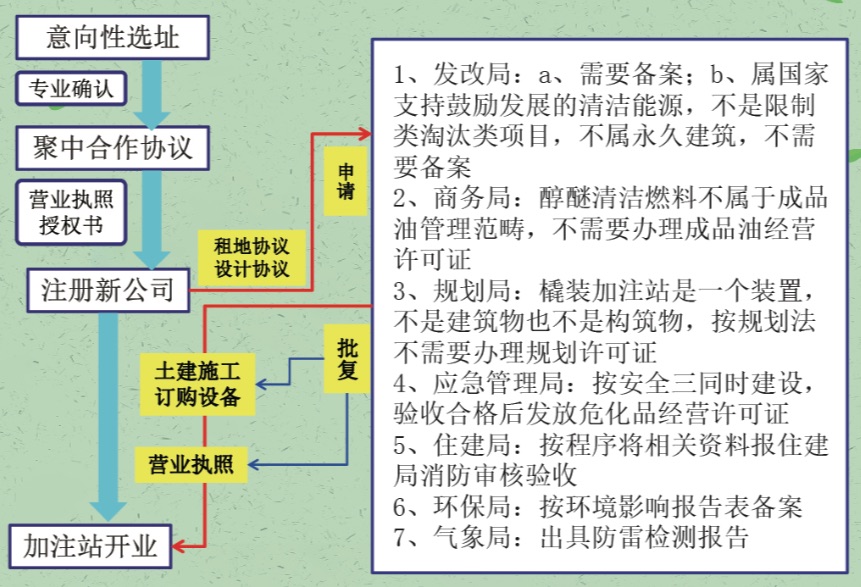 意向性选址
专业确认
聚中合作协议
营业执照
授权书
租地协议
设计协议
注册新公司
申
请
土建施工
订购设备
批
复
营业执照
加注站开业
1、发改局：a、需要备案；b、属国家
支持鼓励发展的清洁能源，不是限制
类淘汰类项目，不属永久建筑，不需
要备案
2、商务局：醇醚清洁燃料不属于成品
油管理范畴，不需要办理成品油经营
许可证
3、规划局：橇装加注站是一个装置，
不是建筑物也不是构筑物，按规划法
不需要办理规划许可证
4、应急管理局：按安全三同时建设，
验收合格后发放危化品经营许可证
5、住建局：按程序将相关资料报住建
局消防审核验收
6、环保局：按环境影响报告表备案
7、气象局：出具防雷检测报告